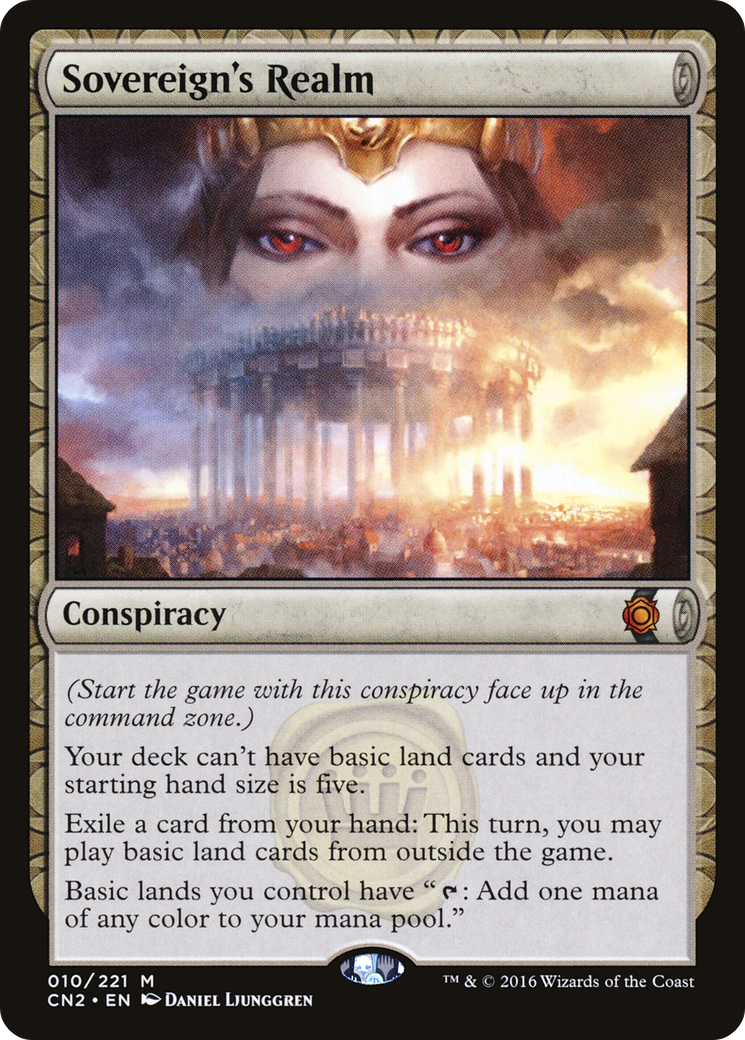 Sovereign's Realm
Conspiracy
(Start the game with this conspiracy face up in the
command zone.)
Your deck can't have basic land cards and your
starting hand size is five.
Exile a card from your hand: This turn, you may
play basic land cards from outside the game.
Basic lands you control have “: Add one mana
of any color to your mana pool.”
010/221 M
CN2 • EN Daniel Ljunggren
™ & © 2016 Wizards of the Coast